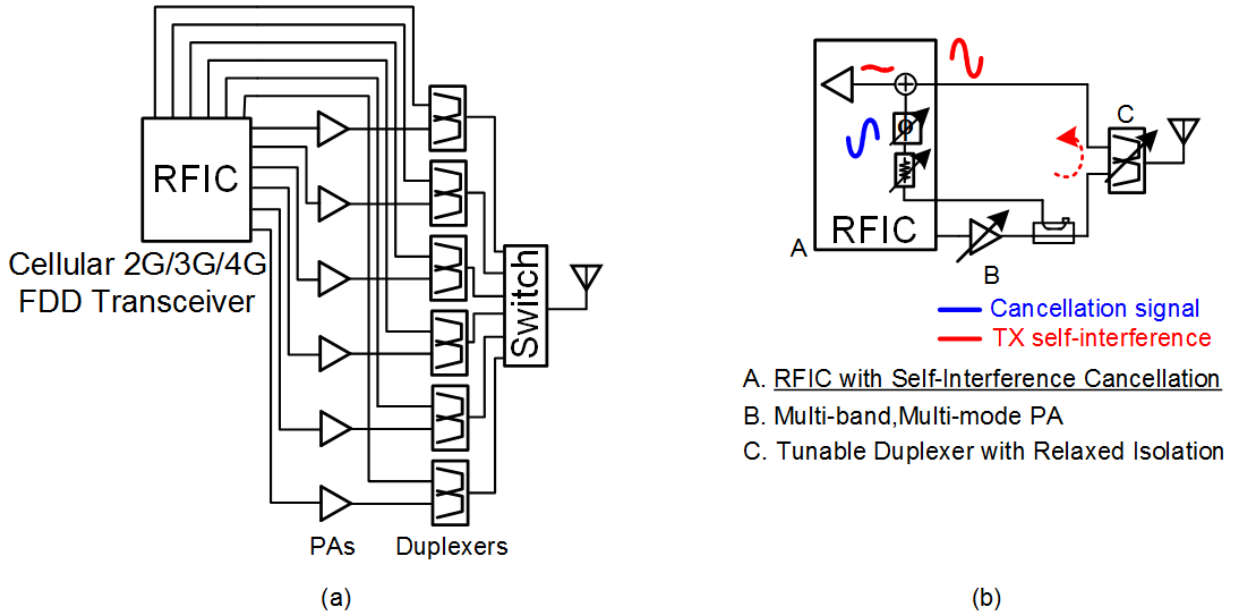 RFIC
Cellular 2G/3G/4G
FDD Transceiver
Switch
PAs
Duplexers
(a)
C
Φ
RFIC
A
B
Cancellation signal
TX self-interference
A. RFIC with Self-Interference Cancellation
B. Multi-band,Multi-mode PA
C. Tunable Duplexer with Relaxed Isolation
(b)